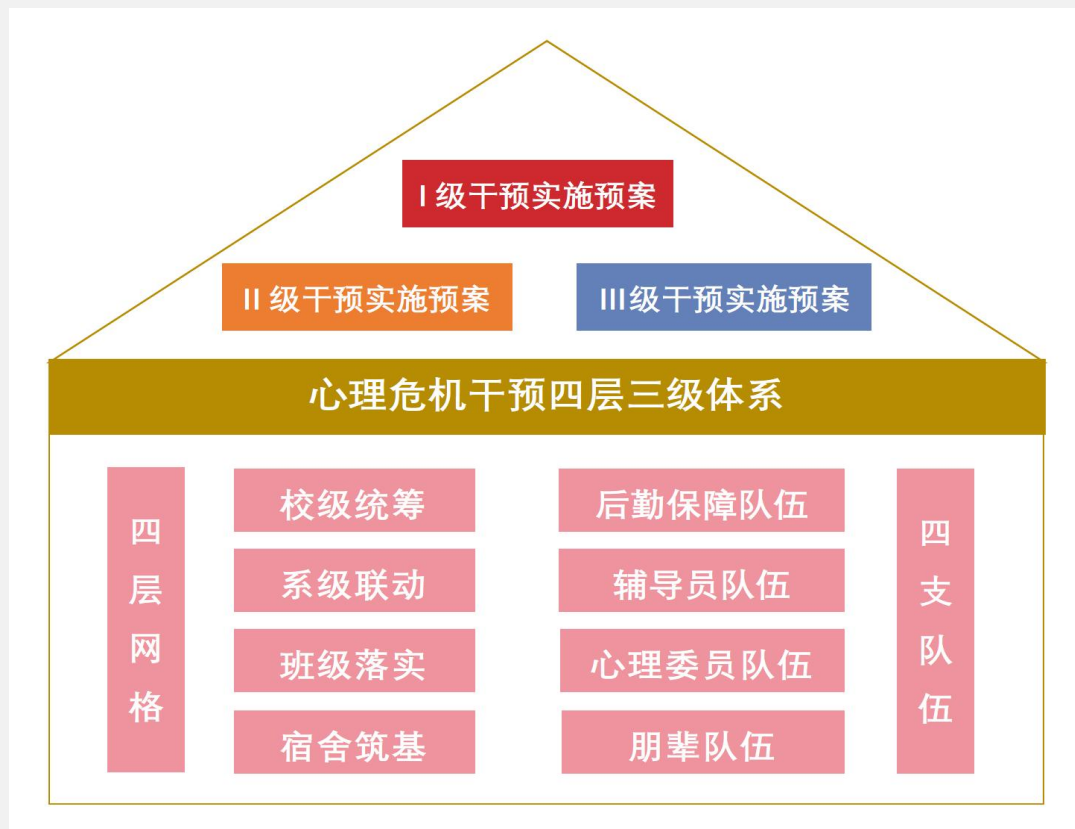 I 级干预实施预案
II 级干预实施预案
III级干预实施预案
心理危机干预四层三级体系
四层网格
校级统筹
系级联动
班级落实
宿舍筑基
后勤保障队伍
辅导员队伍
心理委员队伍
朋辈队伍
四支队伍